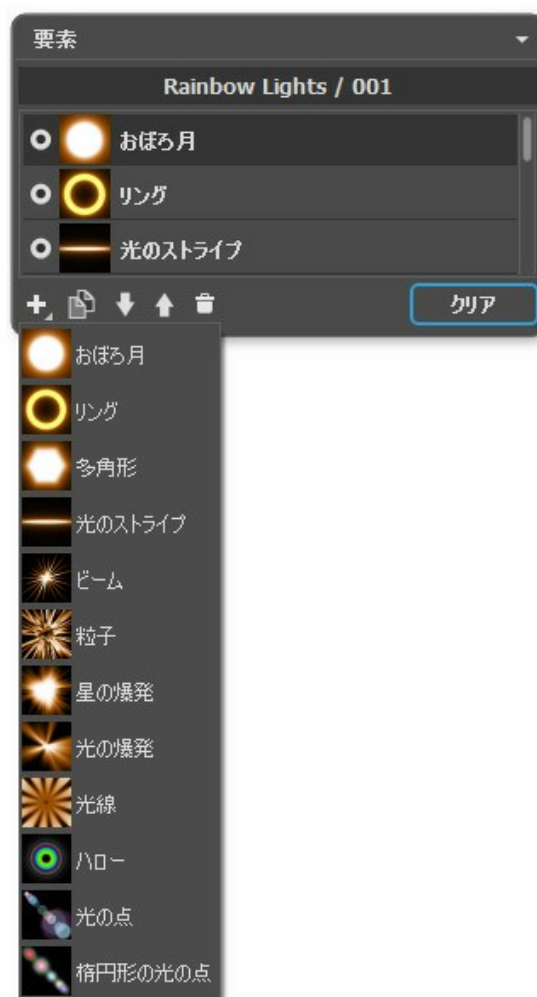 要素
Rainbow Lights / 001
おぼろ月
リング
光のストライプ
クリア
おぼろ月
リング
多角形
光のストライプ
ビーム
粒子
星の爆発
光の爆発
光線
ハロー
光の点
楕円形の光の点